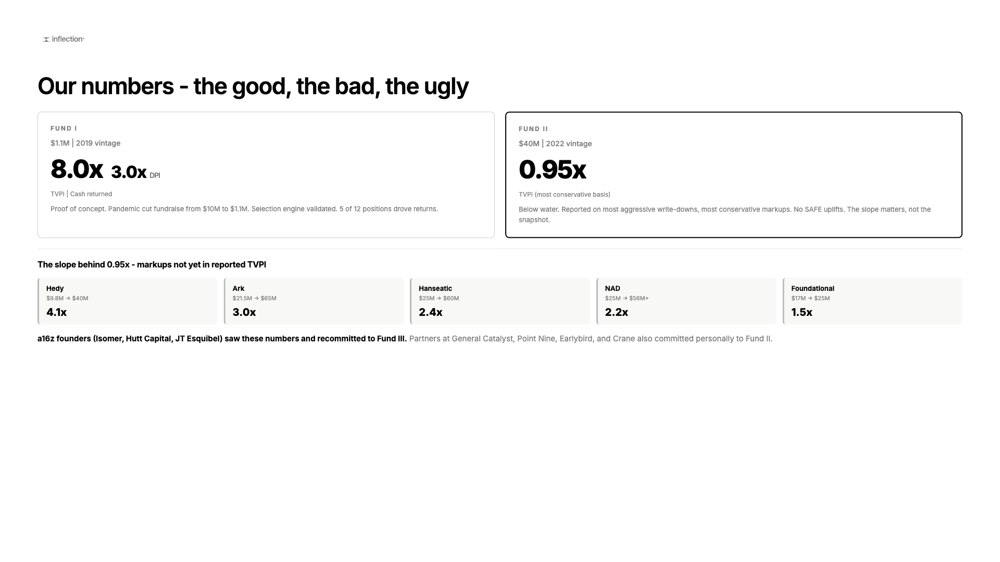 inflection
Our numbers - the good, the bad, the ugly
FUND I
$1.1M | 2019 vintage
8.0x 3.0x DPI
TVPI | Cash returned
Proof of concept. Pandemic cut fundraise from $10M to $1.1M. Selection engine validated. 5 of 12 positions drove returns.
FUND II
$40M | 2022 vintage
0.95x
TVPI (most conservative basis)
Below water. Reported on most aggressive write-downs, most conservative markups. No SAFE uplifts. The slope matters, not the
snapshot.
The slope behind 0.95x - markups not yet in reported TVPI
Hedy
$9.8M → $40M
4.1x
Ark
$21.5M → $65M
3.0x
Hanseatic
$25M → $60M
2.4x
NAD
$25M → $56M+
2.2x
Foundational
$17M → $25M
1.5x
a16z founders (Isomer, Hutt Capital, JT Esquibel) saw these numbers and recommitted to Fund III. Partners at General Catalyst, Point Nine, Earlybird, and Crane also committed personally to Fund II.